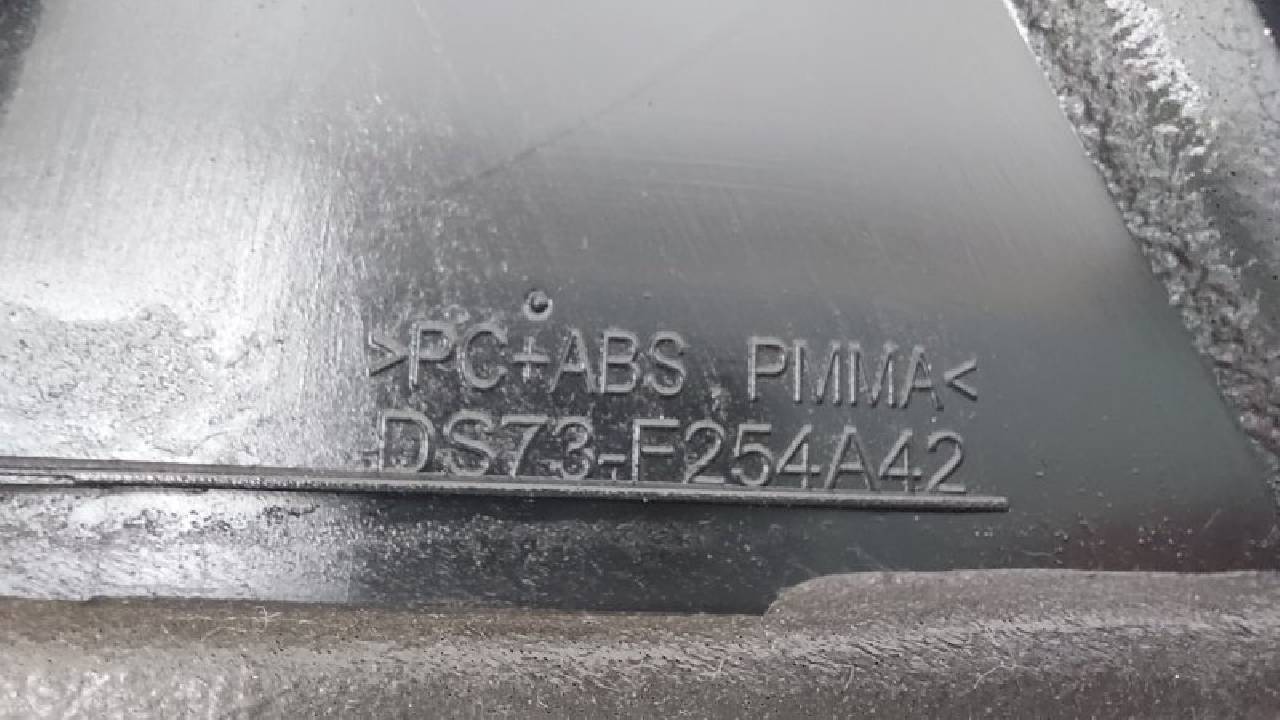 >PC+ABS PMMA<
DS73-F254A42